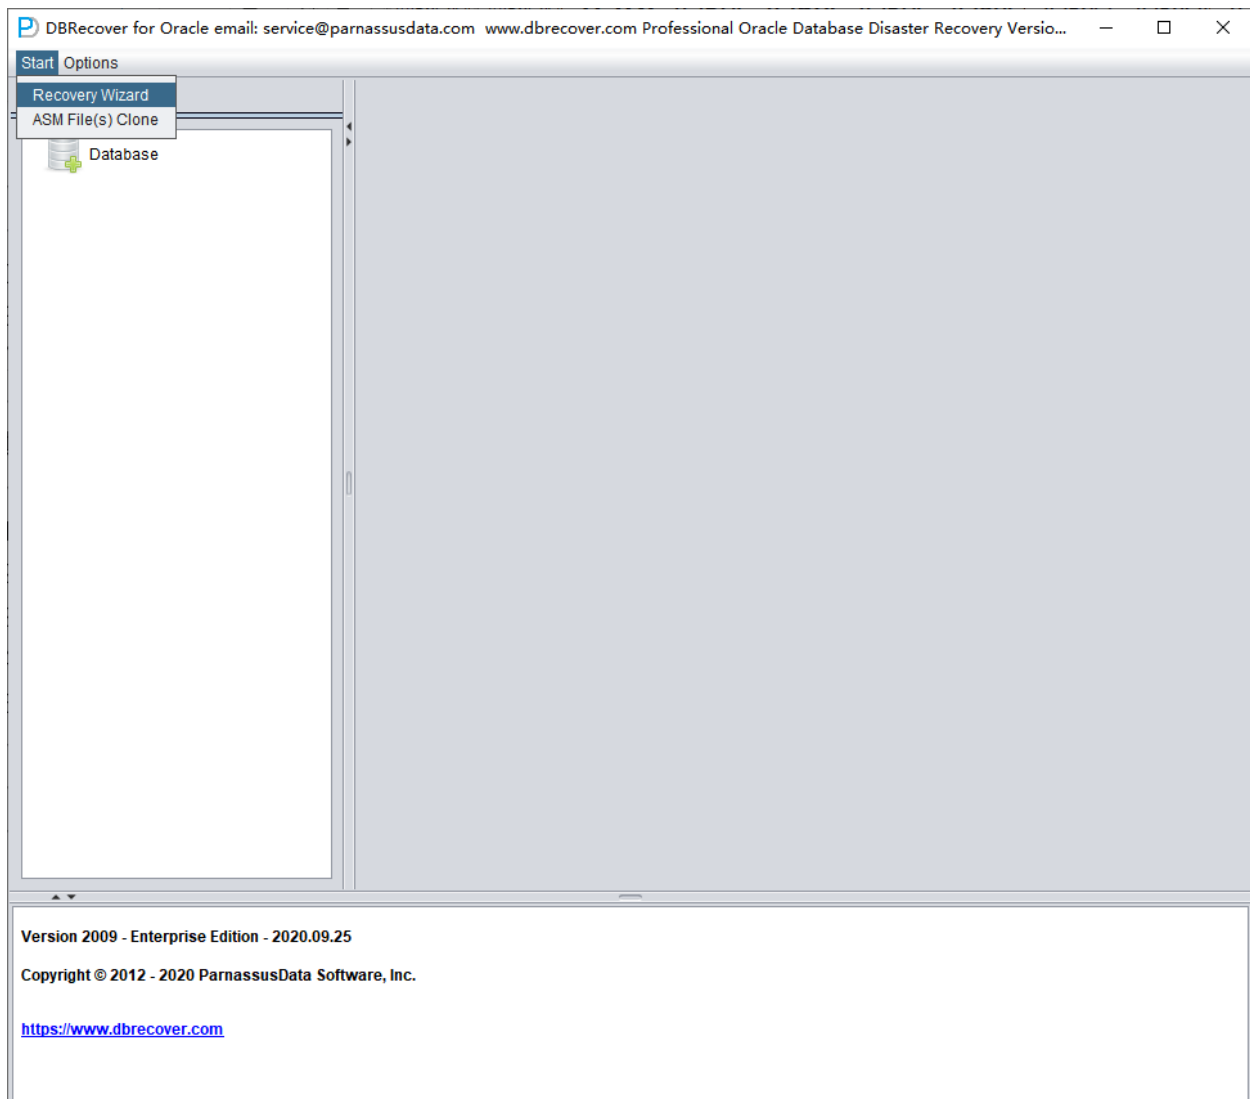 DBRecover for Oracle email: service@parnassusdata.com www.dbrecover.com Professional Oracle Database Disaster Recovery Versio...
Start Options
Recovery Wizard
ASM File(s) Clone
Database
Version 2009 - Enterprise Edition - 2020.09.25
Copyright © 2012 - 2020 ParnassusData Software, Inc.
https://www.dbrecover.com